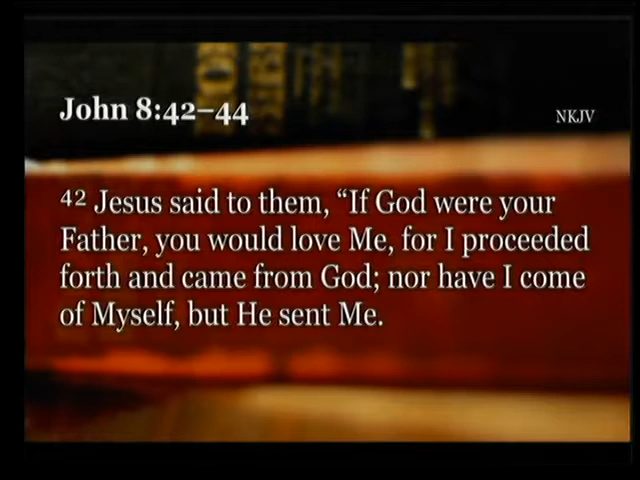 John 8:42–44
NKJV
42 Jesus said to them, “If God were your
Father, you would love Me, for I proceeded
forth and came from God; nor have I come
of Myself, but He sent Me.